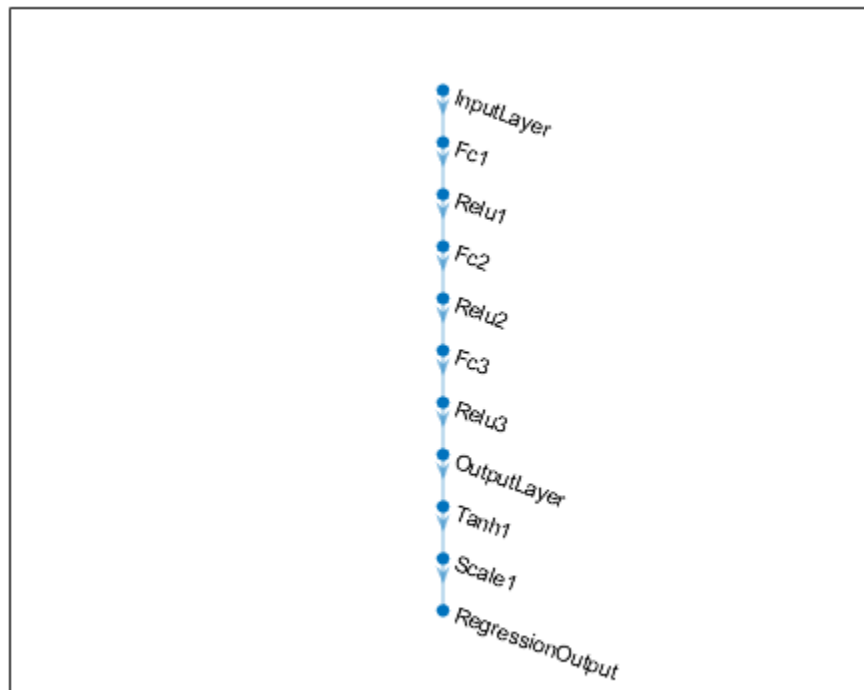 InputLayer
Fc1
Relu1
Fc2
Relu2
Fc3
Relu3
OutputLayer
Tanh1
Scale1
RegressionOutput